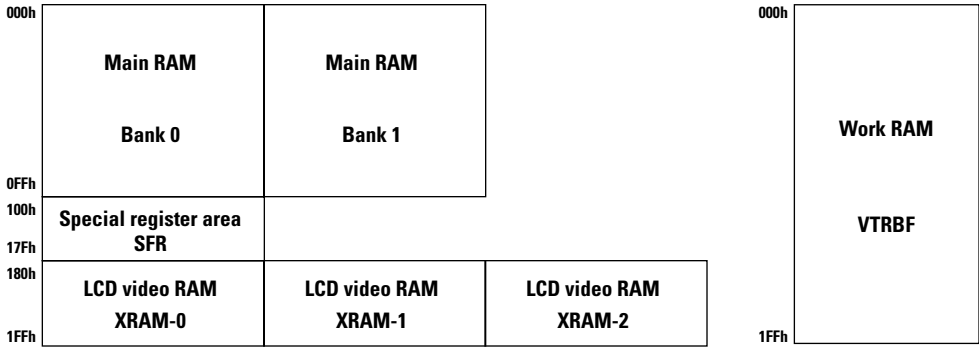 000h
Main RAM
Main RAM
Bank 0
Bank 1
0FFh
100h
Special register area
SFR
17Fh
180h
LCD video RAM
LCD video RAM
LCD video RAM
XRAM-0
XRAM-1
XRAM-2
1FFh
000h
Work RAM
VTRBF
1FFh